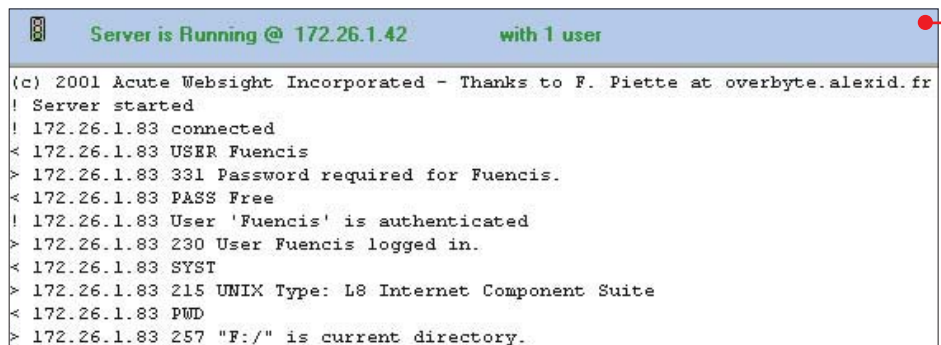 Server is Running @ 172.26.1.42 with 1 user
(c) 2001 Acute Websight Incorporated - Thanks to F. Piette at overbyte.alexid.fr
! Server started
! 172.26.1.83 connected
< 172.26.1.83 USER Fuencis
> 172.26.1.83 331 Password required for Fuencis.
< 172.26.1.83 PASS Free
! 172.26.1.83 User 'Fuencis' is authenticated
> 172.26.1.83 230 User Fuencis logged in.
< 172.26.1.83 SYST
> 172.26.1.83 215 UNIX Type: L8 Internet Component Suite
< 172.26.1.83 PWD
> 172.26.1.83 257 "F:/" is current directory.